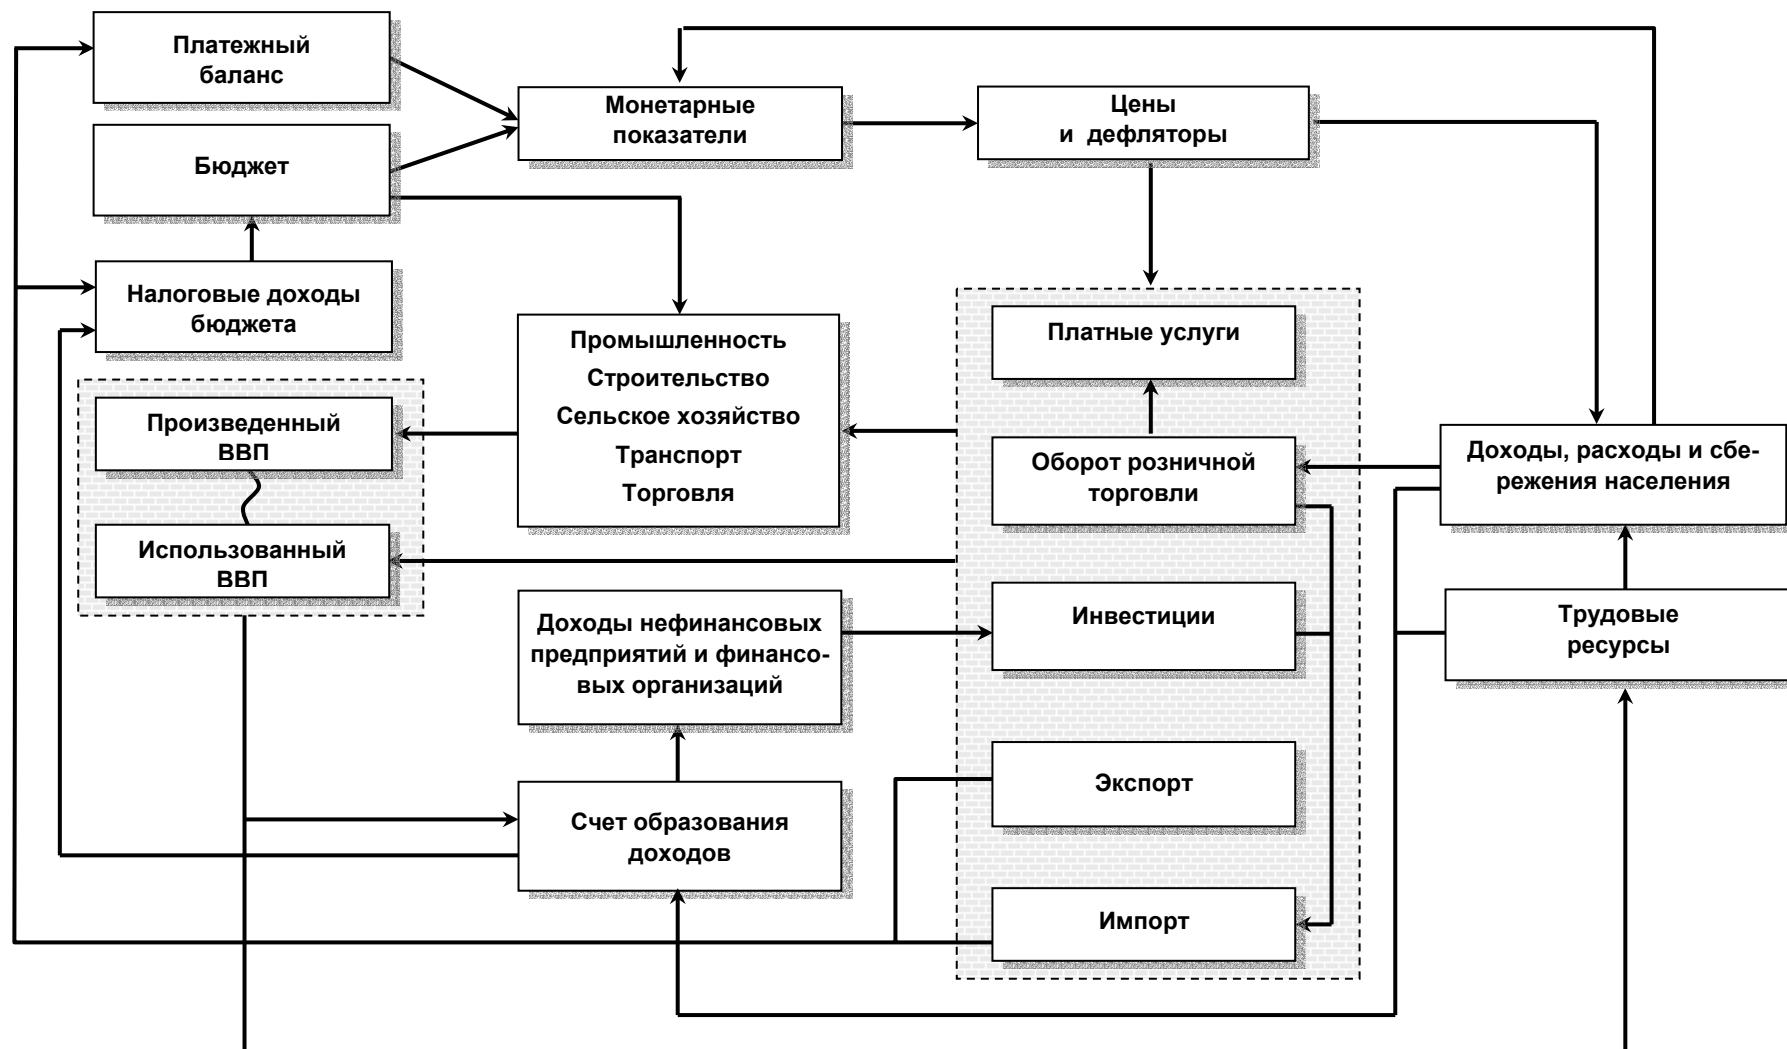 Платежный
баланс
Монетарные
показатели
Цены
и дефляторы
Бюджет
Налоговые доходы
бюджета
Промышленность
Строительство
Сельское хозяйство
Транспорт
Торговля
Платные услуги
Произведенный
ВВП
Оборот розничной
торговли
Доходы, расходы и сбе-
режения населения
Использованный
ВВП
Доходы нефинансовых
предприятий и финансо-
вых организаций
Инвестиции
Трудовые
ресурсы
Экспорт
Счет образования
доходов
Импорт